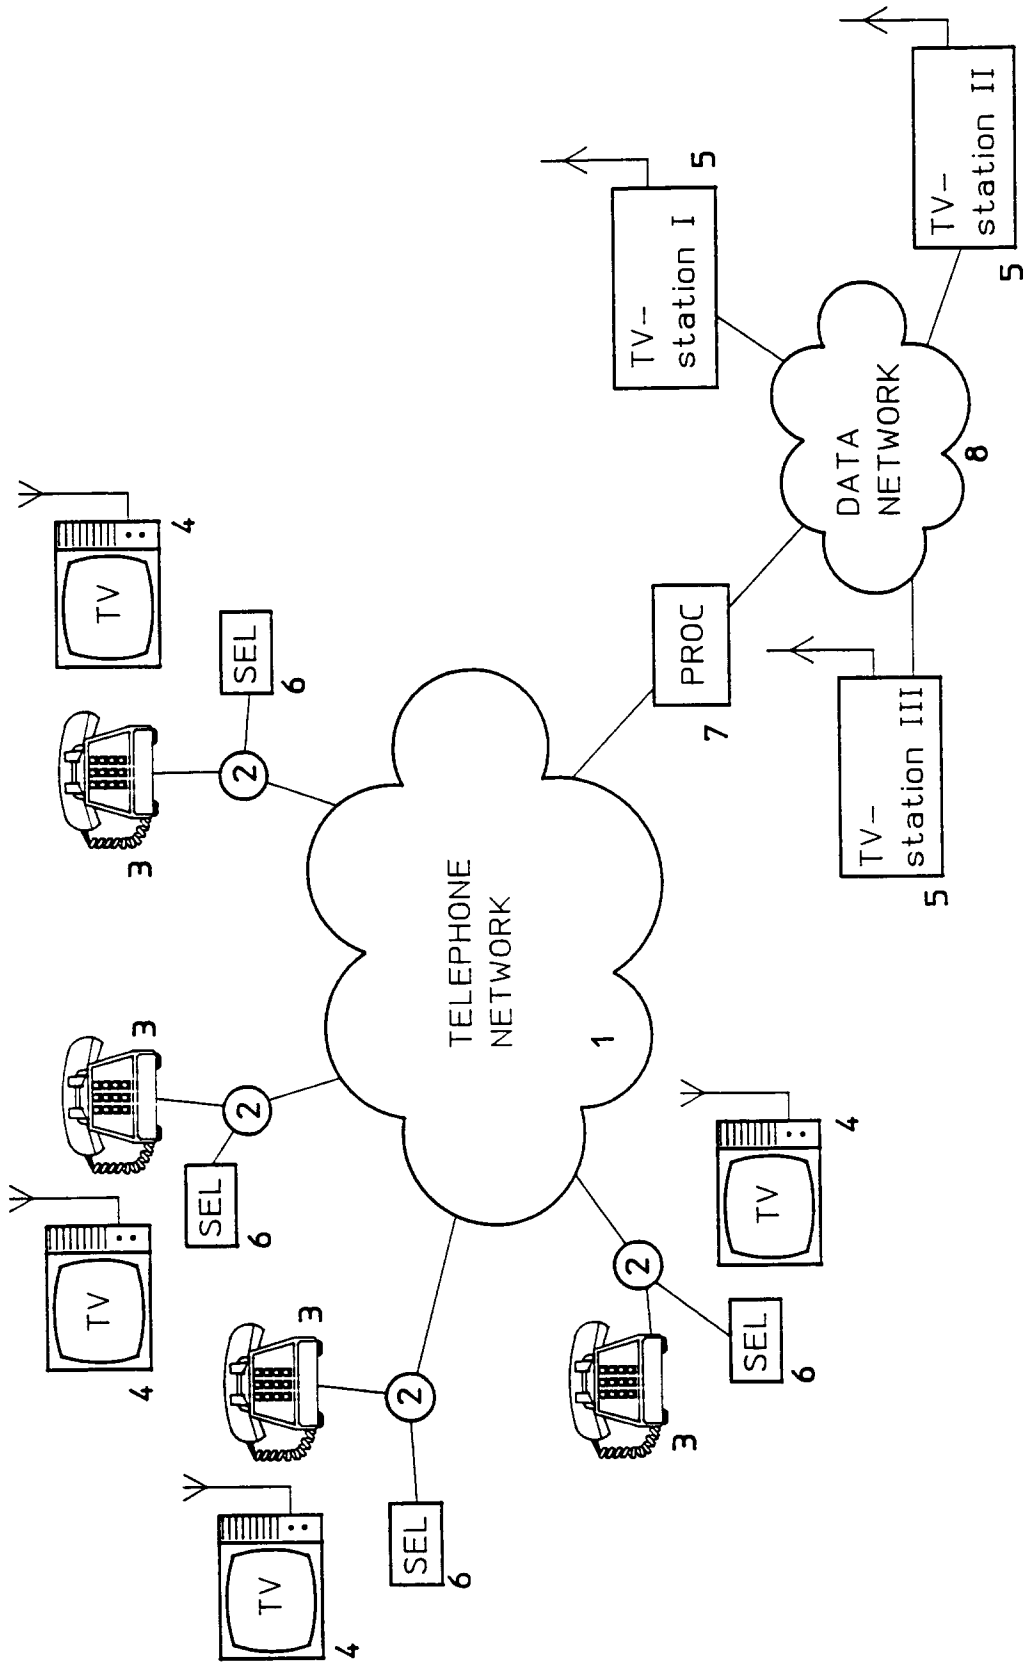 TV
TV
4
3
3
4
SEL
2
2
SEL
6
6
TV
3
4
2
SEL
6
TELEPHONE
NETWORK
1
2
TV-
station I
5
3
PROC
7
SEL
TV
6
4
DATA
NETWORK
8
TV-
station III
5
TV-
station II
5